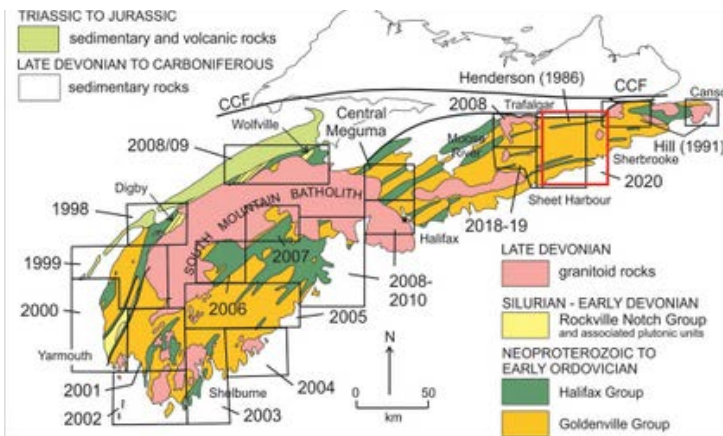 TRIASSIC TO JURASSIC
sedimentary and volcanic rocks
LATE DEVONIAN TO CARBONIFEROUS
sedimentary rocks
CCF
Wolfville
2008/09
Central
Meguma
Henderson (1986)
2008
Trafalgar
CCF
Canso
Moose
River
Hill (1991)
Sherbrooke
2020
Sheet Harbour
2018-19
Digby
1998
1999
2000
SOUTH MOUNTAIN BATHOLITH
Halifax
2007
2008-
2010
2006
2005
Yarmouth
2001
Shelburne
2004
2002
2003
N
0
50
km
LATE DEVONIAN
granitoid rocks
SILURIAN - EARLY DEVONIAN
Rockville Notch Group
and associated plutonic units
NEOPROTEROZOIC TO
EARLY ORDOVICIAN
Halifax Group
Goldenville Group